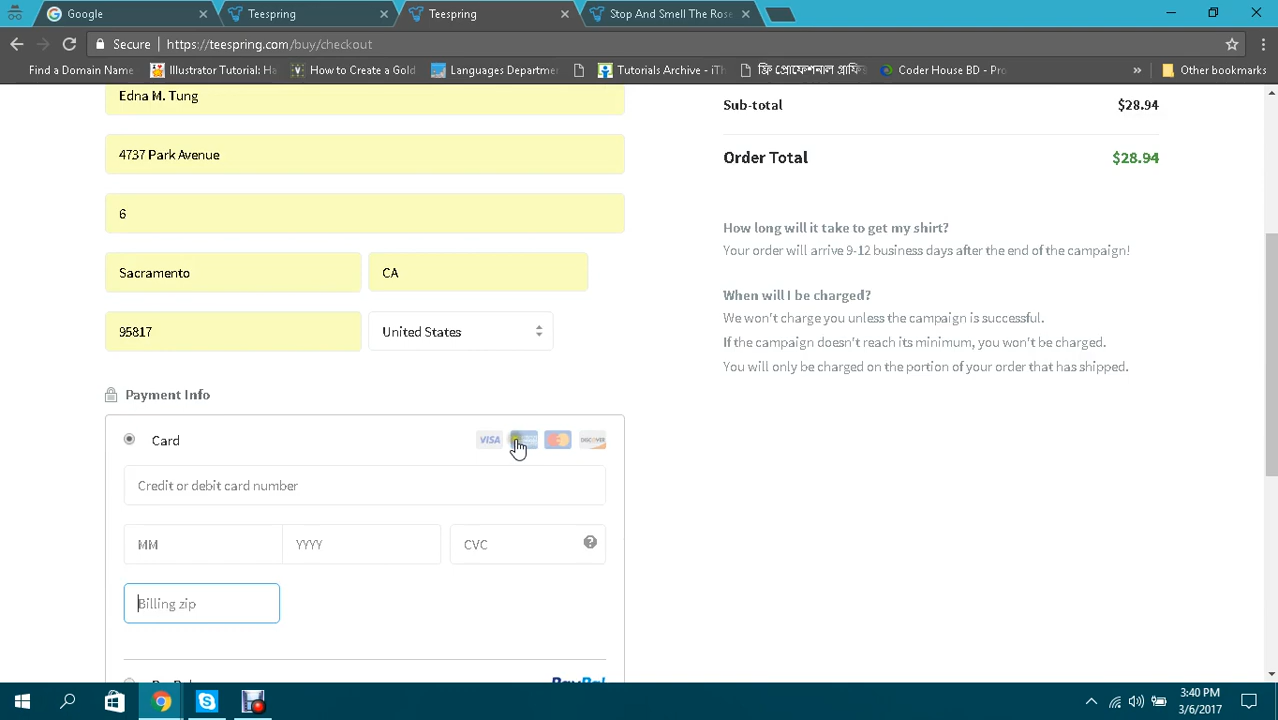 Google
Teespring
Teespring
Stop And Smell The Rose
Secure
https://teespring.com/buy/checkout
Find a Domain Name
Illustrator Tutorial: Ha
How to Create a Gold
Languages Departme
Tutorials Archive - iTh
ফ্রি প্রোফেশনাল গ্রাফি
Coder House BD - Pro
»
Other bookmarks
Edna M. Tung
4737 Park Avenue
6
Sacramento
CA
95817
United States
Payment Info
Card
VISA
DISCOVER
Credit or debit card number
MM
YYYY
CVC
?
Billing zip
PayPal
Sub-total
$28.94
Order Total
$28.94
How long will it take to get my shirt?
Your order will arrive 9-12 business days after the end of the campaign!
When will I be charged?
We won't charge you unless the campaign is successful.
If the campaign doesn't reach its minimum, you won't be charged.
You will only be charged on the portion of your order that has shipped.
3:40 PM
3/6/2017